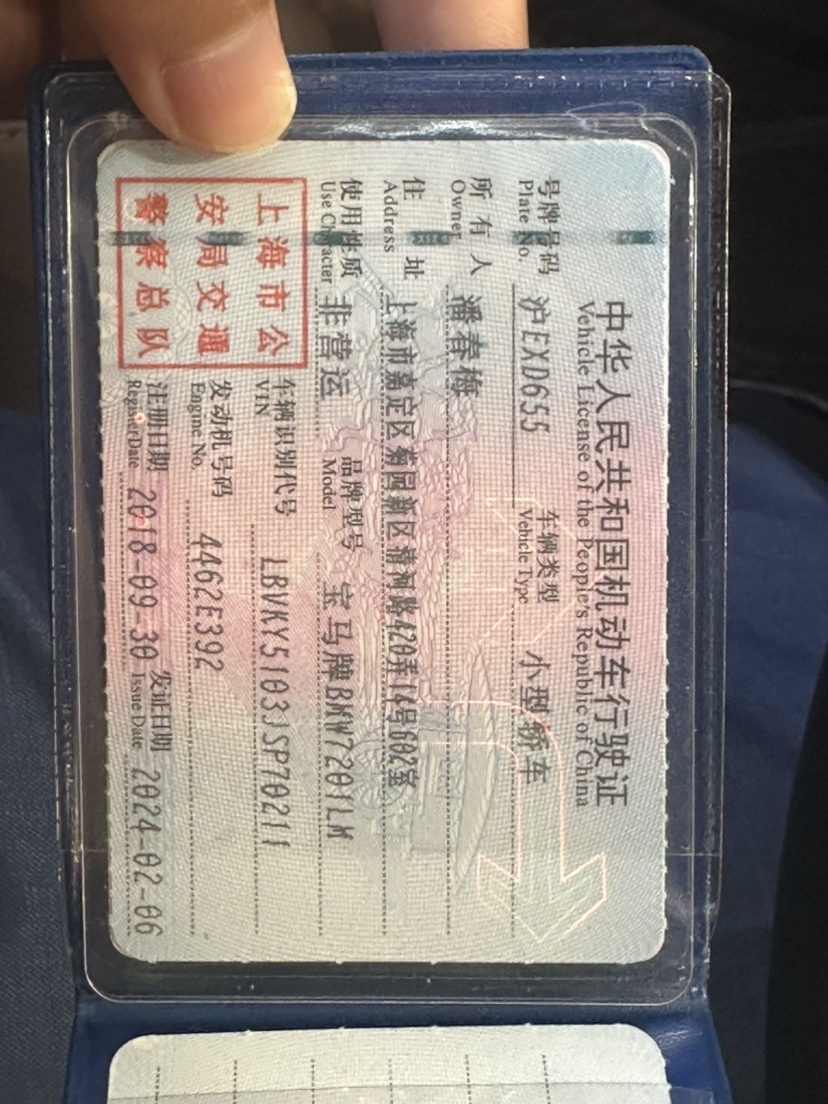 中华人民共和国机动车行驶证
Vehicle License of the People's Republic of China
号牌号码 沪EXD655 车辆类型 小型轿车
Plate No. Vehicle Type
所有人 潘春梅
Owner
住址 上海市嘉定区菊园新区清河路420弄14号602室
Address
使用性质 非营运 品牌型号 宝马牌BMW7201LM
Use Character Model
上海市公
安局交通
警察总队
车辆识别代号 LBVKY5103JSP70211
VIN
发动机号码 4462E392
Engine No.
注册日期 2018-09-30 发证日期 2024-02-06
Register Date Issue Date